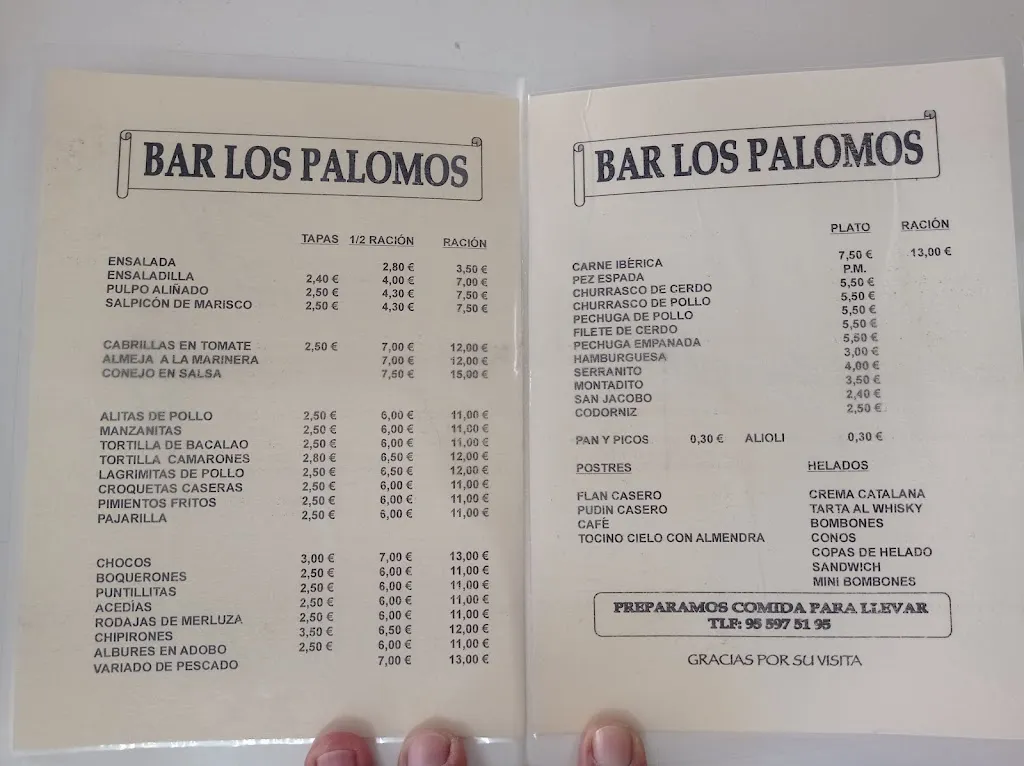 BAR LOS PALOMOS
TAPAS 1/2 RACIÓN RACIÓN
ENSALADA 2,80 € 3,50 €
ENSALADILLA 2,40 € 4,00 € 7,00 €
PULPO ALIÑADO 2,50 € 4,30 € 7,50 €
SALPICÓN DE MARISCO 2,50 € 4,30 € 7,50 €
CABRILLAS EN TOMATE 2,50 € 7,00 € 12,00 €
ALMEJA A LA MARINERA 7,00 € 12,00 €
CONEJO EN SALSA 7,50 € 15,00 €
ALITAS DE POLLO 2,50 € 6,00 € 11,00 €
MANZANITAS 2,50 € 6,00 € 11,00 €
TORTILLA DE BACALAO 2,50 € 6,00 € 11,00 €
TORTILLA CAMARONES 2,80 € 6,50 € 12,00 €
LAGRIMITAS DE POLLO 2,50 € 6,50 € 12,00 €
CROQUETAS CASERAS 2,50 € 6,00 € 11,00 €
PIMIENTOS FRITOS 2,50 € 6,00 € 11,00 €
PAJARILLA 2,50 € 6,00 € 11,00 €
CHOCOS 3,00 € 7,00 € 13,00 €
BOQUERONES 2,50 € 6,00 € 11,00 €
PUNTILLITAS 2,50 € 6,00 € 11,00 €
ACEDÍAS 2,50 € 6,00 € 11,00 €
RODAJAS DE MERLUZA 2,50 € 6,00 € 11,00 €
CHIPIRONES 3,50 € 6,50 € 12,00 €
ALBURES EN ADOBO 2,50 € 6,00 € 11,00 €
VARIADO DE PESCADO 7,00 € 13,00 €
BAR LOS PALOMOS
PLATO RACIÓN
CARNE IBÉRICA 7,50 € 13,00 €
PEZ ESPADA P.M.
CHURRASCO DE CERDO 5,50 €
CHURRASCO DE POLLO 5,50 €
PECHUGA DE POLLO 5,50 €
FILETE DE CERDO 5,50 €
PECHUGA EMPANADA 5,50 €
HAMBURGUESA 3,00 €
SERRANITO 4,00 €
MONTADITO 3,50 €
SAN JACOBO 2,40 €
CODORNIZ 2,50 €
PAN Y PICOS 0,30 € ALIOLI 0,30 €
POSTRES HELADOS
FLAN CASERO CREMA CATALANA
PUDIN CASERO TARTA AL WHISKY
CAFÉ BOMBONES
TOCINO CIELO CON ALMENDRA CONOS
COPAS DE HELADO
SANDWICH
MINI BOMBONES
PREPARAMOS COMIDA PARA LLEVAR
TLF: 95 597 51 95
GRACIAS POR SU VISITA